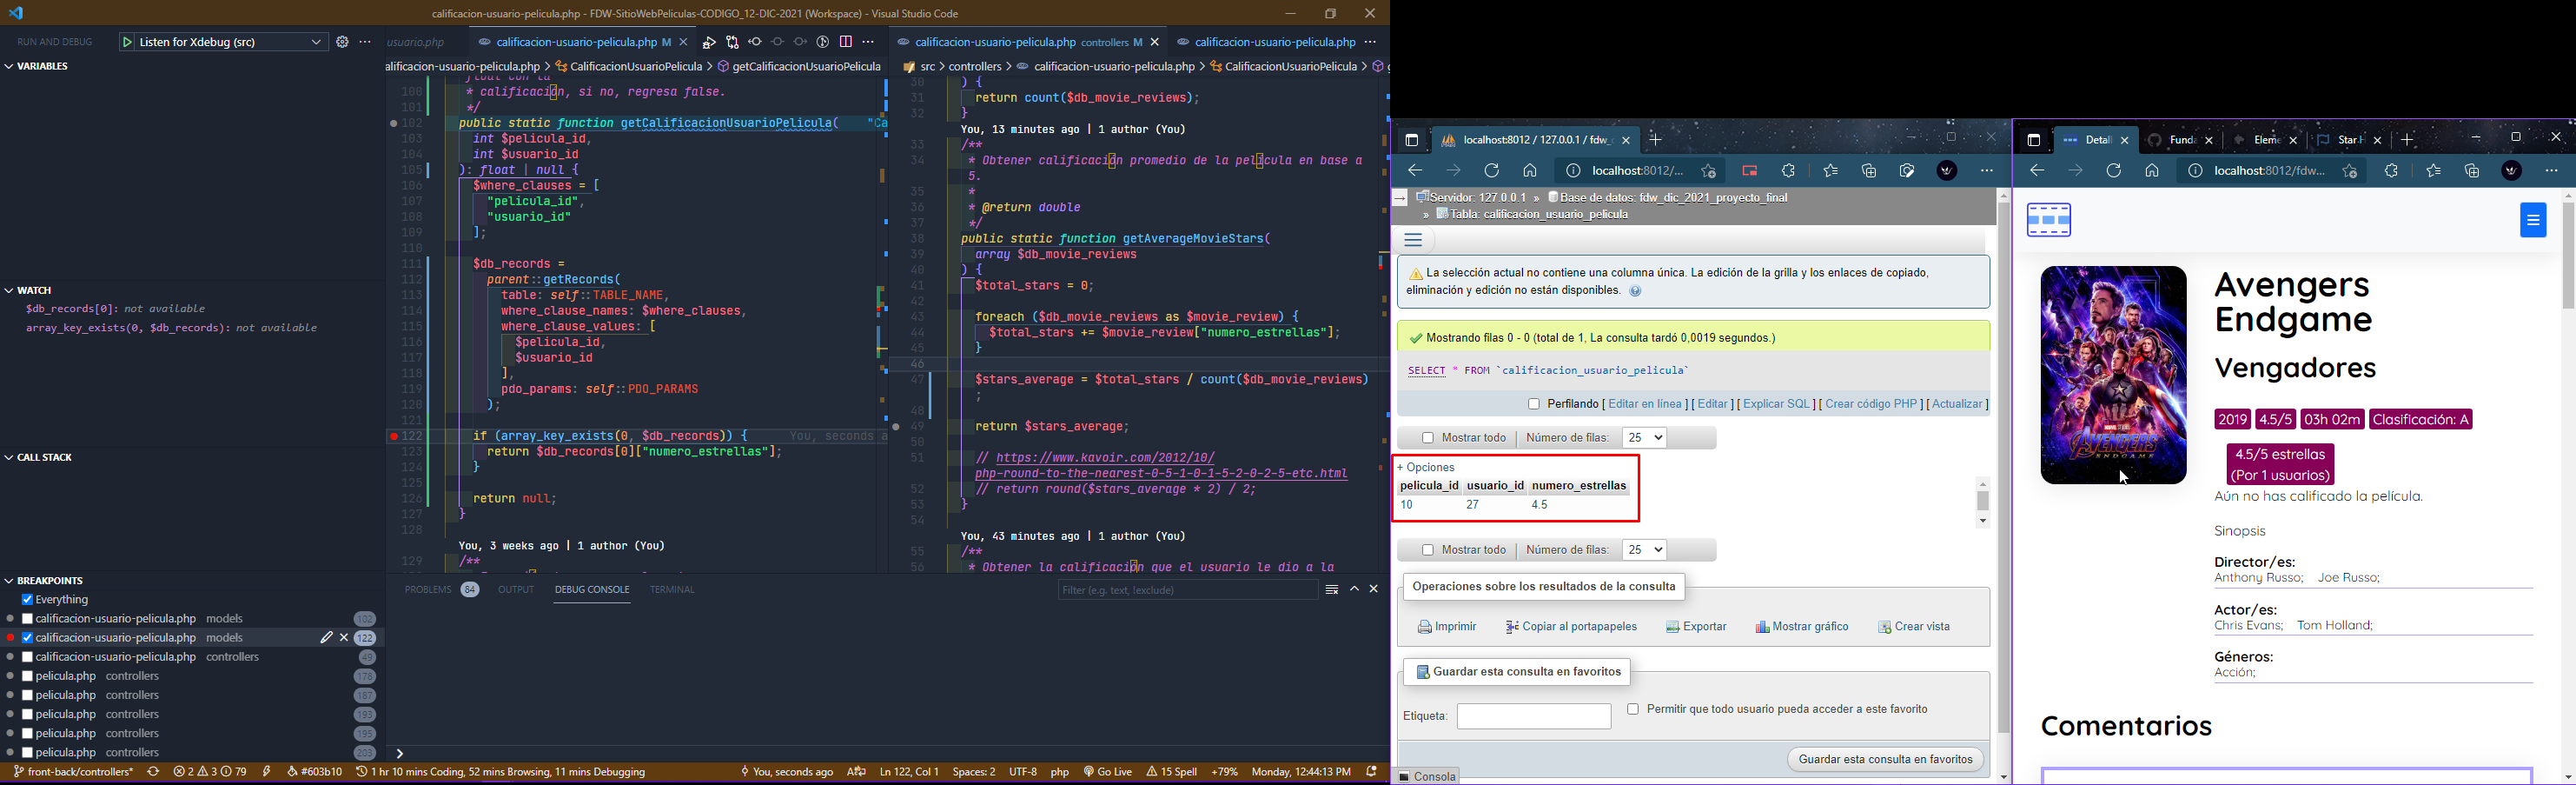 calificacion-usuario-pelicula.php - FDW-SitioWebPeliculas-CODIGO_12-DIC-2021 (Workspace) - Visual Studio Code
RUN AND DEBUG
Listen for Xdebug (src)
VARIABLES
WATCH
$db_records[0]: not available
array_key_exists(0, $db_records): not available
CALL STACK
BREAKPOINTS
Everything
calificacion-usuario-pelicula.php models 102
calificacion-usuario-pelicula.php models 122
calificacion-usuario-pelicula.php controllers 49
pelicula.php controllers 178
pelicula.php controllers 187
pelicula.php controllers 193
pelicula.php controllers 195
pelicula.php controllers 203
usuario.php
calificacion-usuario-pelicula.php M
alificacion-usuario-pelicula.php > CalificacionUsuarioPelicula > getCalificacionUsuarioPelicula
float con la
100 * calificación, si no, regresa false.
101 */
102 public static function getCalificacionUsuarioPelicula( "Ca
103 int $pelicula_id,
104 int $usuario_id
105 ): float | null {
106 $where_clauses = [
107 "pelicula_id",
108 "usuario_id"
109 ];
110
111 $db_records =
112 parent::getRecords(
113 table: self::TABLE_NAME,
114 where_clause_names: $where_clauses,
115 where_clause_values: [
116 $pelicula_id,
117 $usuario_id
118 ],
119 pdo_params: self::PDO_PARAMS
120 );
121
122 if (array_key_exists(0, $db_records)) { You, seconds a
123 return $db_records[0]["numero_estrellas"];
124 }
125
126 return null;
127 }
128
You, 3 weeks ago | 1 author (You)
129 /**
calificacion-usuario-pelicula.php controllers M
calificacion-usuario-pelicula.php
src > controllers > calificacion-usuario-pelicula.php > CalificacionUsuarioPelicula >
30 ) {
31 return count($db_movie_reviews);
32 }
You, 13 minutes ago | 1 author (You)
33 /**
34 * Obtener calificación promedio de la película en base a
5.
35 *
36 * @return double
37 */
38 public static function getAverageMovieStars(
39 array $db_movie_reviews
40 ) {
41 $total_stars = 0;
42
43 foreach ($db_movie_reviews as $movie_review) {
44 $total_stars += $movie_review["numero_estrellas"];
45 }
46
47 $stars_average = $total_stars / count($db_movie_reviews)
;
48
49 return $stars_average;
50
51 // https://www.kavoir.com/2012/10/
php-round-to-the-nearest-0-5-1-0-1-5-2-0-2-5-etc.html
52 // return round($stars_average * 2) / 2;
53 }
54
You, 43 minutes ago | 1 author (You)
55 /**
56 * Obtener la calificación que el usuario le dio a la
PROBLEMS 84 OUTPUT DEBUG CONSOLE TERMINAL
Filter (e.g. text, !exclude)
front-back/controllers* 2 3 79 #603b10 1 hr 10 mins Coding, 52 mins Browsing, 11 mins Debugging
You, seconds ago Ln 122, Col 1 Spaces: 2 UTF-8 php Go Live 15 Spell +79% Monday, 12:44:13 PM
localhost:8012 / 127.0.0.1 / fdw_
localhost:8012/...
Servidor: 127.0.0.1 » Base de datos: fdw_dic_2021_proyecto_final
» Tabla: calificacion_usuario_pelicula
La selección actual no contiene una columna única. La edición de la grilla y los enlaces de copiado,
eliminación y edición no están disponibles.
Mostrando filas 0 - 0 (total de 1, La consulta tardó 0,0019 segundos.)
SELECT * FROM `calificacion_usuario_pelicula`
Perfilando [ Editar en línea ] [ Editar ] [ Explicar SQL ] [ Crear código PHP ] [ Actualizar ]
Mostrar todo Número de filas: 25
+ Opciones
pelicula_id usuario_id numero_estrellas
10 27 4.5
Mostrar todo Número de filas: 25
Operaciones sobre los resultados de la consulta
Imprimir Copiar al portapapeles Exportar Mostrar gráfico Crear vista
Guardar esta consulta en favoritos
Etiqueta: Permitir que todo usuario pueda acceder a este favorito
Guardar esta consulta en favoritos
Consola
Detall Funda Eleme Star
localhost:8012/fdw...
AVENGERS
Avengers
Endgame
Vengadores
2019 4.5/5 03h 02m Clasificación: A
4.5/5 estrellas
(Por 1 usuarios)
Aún no has calificado la película.
Sinopsis
Director/es:
Anthony Russo; Joe Russo;
Actor/es:
Chris Evans; Tom Holland;
Géneros:
Acción;
Comentarios